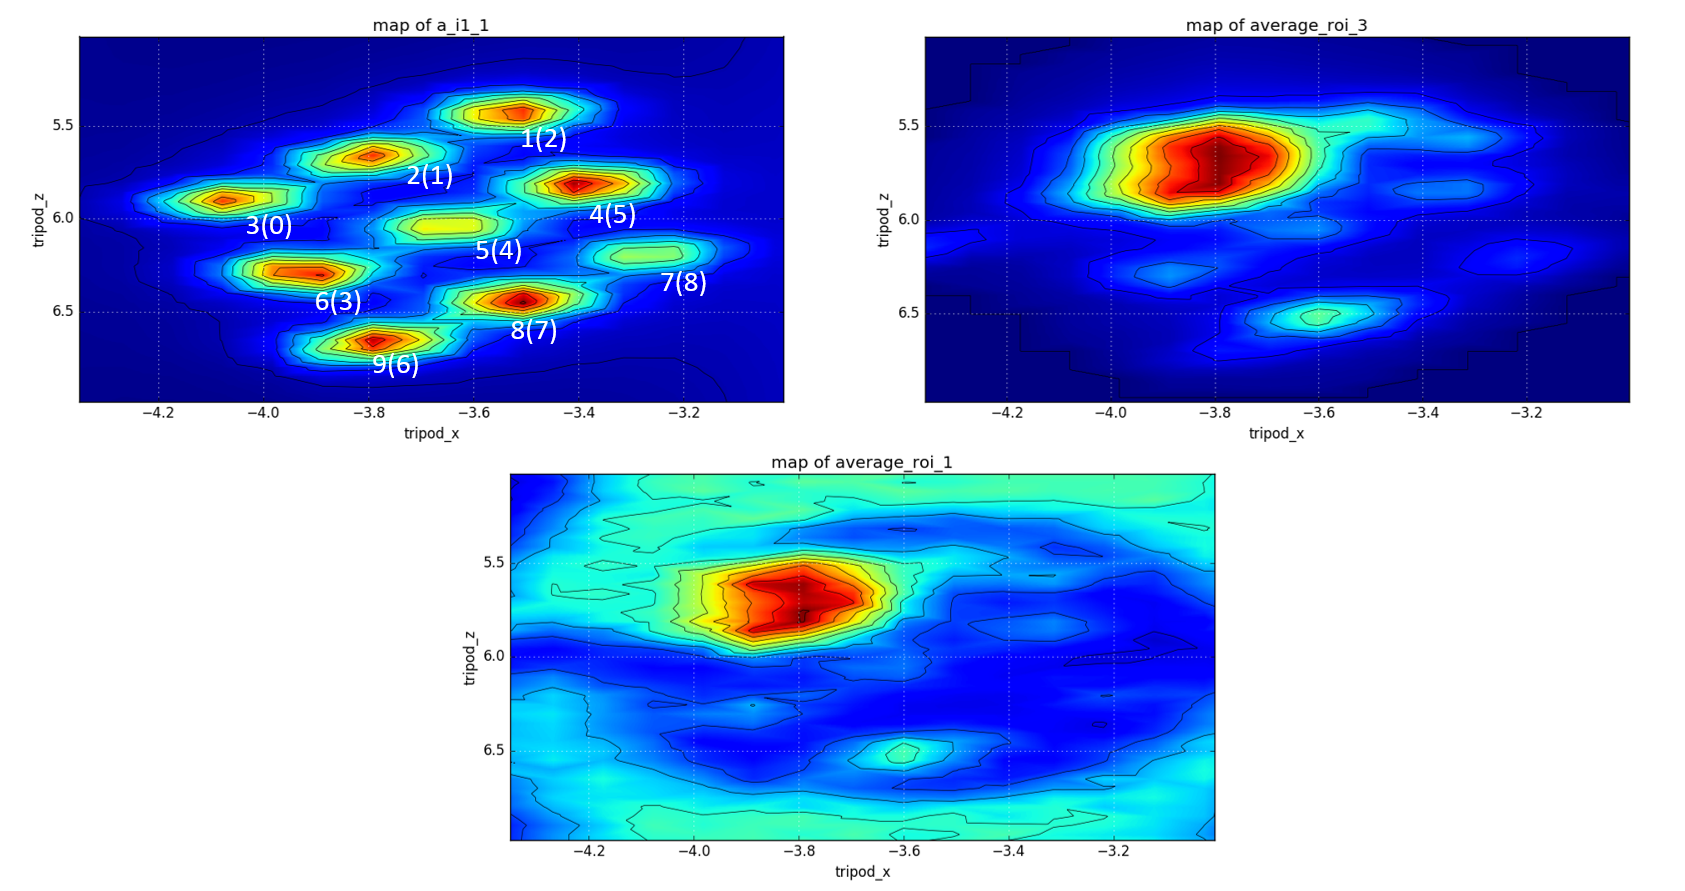 map of a_i1_1
5.5
6.0
6.5
tripod_z
1(2)
2(1)
4(5)
3(0)
5(4)
7(8)
6(3)
8(7)
9(6)
−4.2 −4.0 −3.8 −3.6 −3.4 −3.2
tripod_x
map of average_roi_3
5.5
6.0
6.5
tripod_z
−4.2 −4.0 −3.8 −3.6 −3.4 −3.2
tripod_x
map of average_roi_1
5.5
6.0
6.5
tripod_z
−4.2 −4.0 −3.8 −3.6 −3.4 −3.2
tripod_x